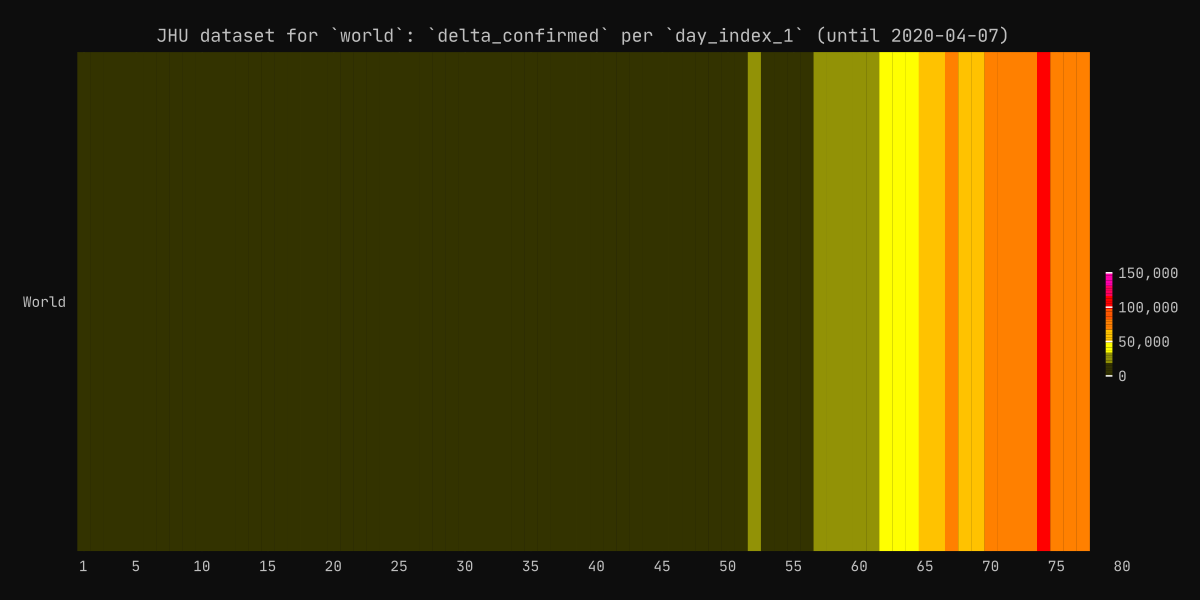 JHU dataset for `world`: `delta_confirmed` per `day_index_1` (until 2020-04-07)
150,000
100,000
50,000
0
World
1 5 10 15 20 25 30 35 40 45 50 55 60 65 70 75 80